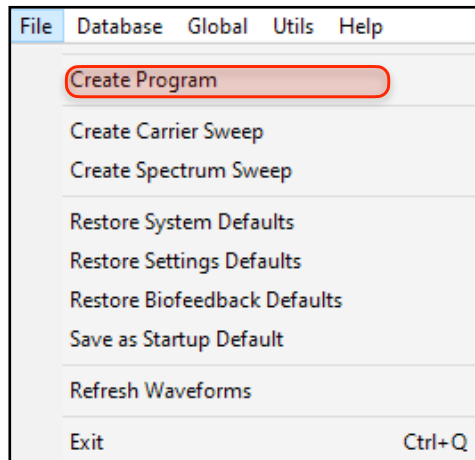 File Database Global Utils Help
Create Program
Create Carrier Sweep
Create Spectrum Sweep
Restore System Defaults
Restore Settings Defaults
Restore Biofeedback Defaults
Save as Startup Default
Refresh Waveforms
Exit Ctrl+Q